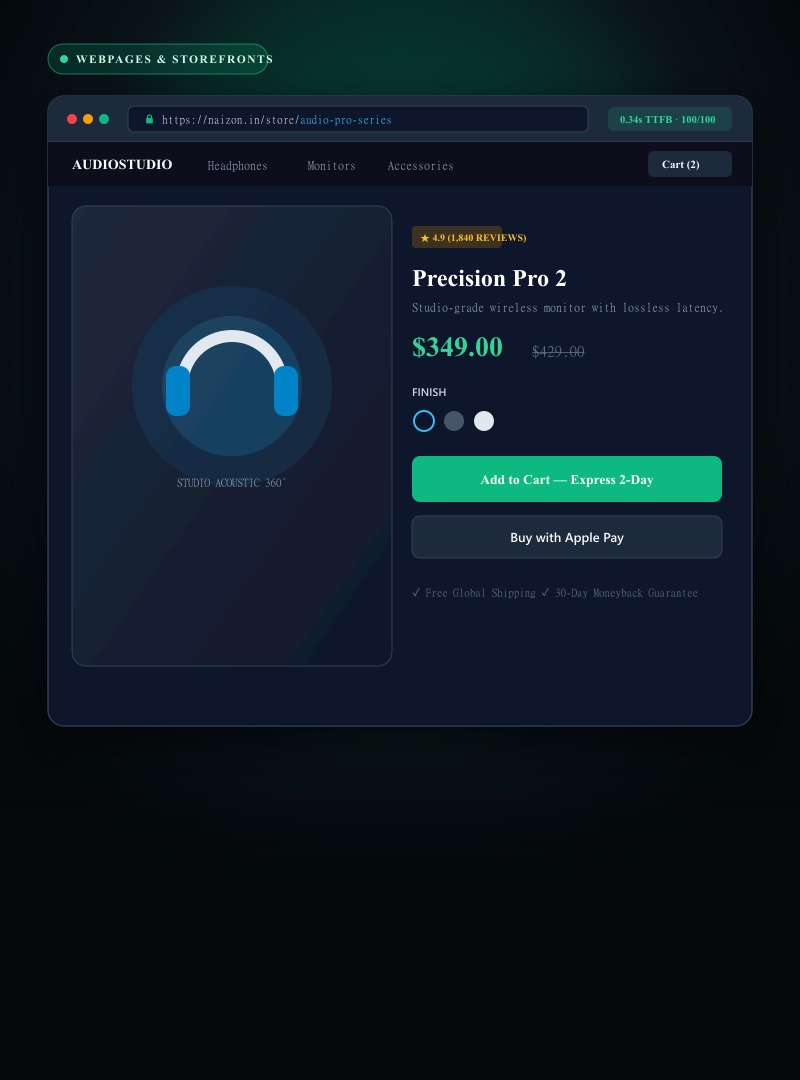 WEBPAGES & STOREFRONTS
https://naizon.in/store/audio-pro-series
0.34s TTFB · 100/100
AUDIOSTUDIO
Headphones
Monitors
Accessories
Cart (2)
★ 4.9 (1,840 REVIEWS)
Precision Pro 2
Studio-grade wireless monitor with lossless latency.
$349.00
$429.00
FINISH
STUDIO ACOUSTIC 360°
Add to Cart — Express 2-Day
Buy with Apple Pay
✓ Free Global Shipping ✓ 30-Day Moneyback Guarantee